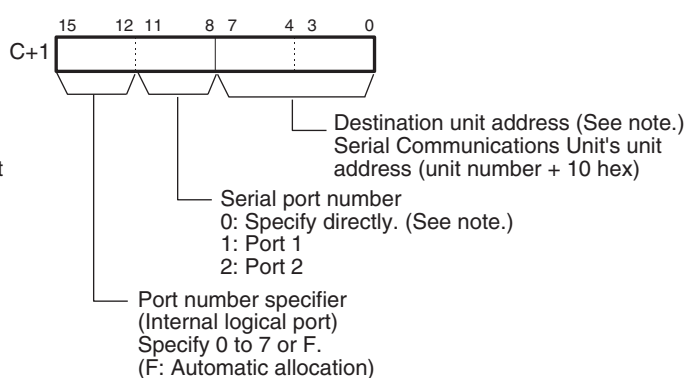 15 12 11 8 7 4 3 0
C+1
Destination unit address (See note.)
Serial Communications Unit's unit
address (unit number + 10 hex)
t
Serial port number
0: Specify directly. (See note.)
1: Port 1
2: Port 2
Port number specifier
(Internal logical port)
Specify 0 to 7 or F.
(F: Automatic allocation)